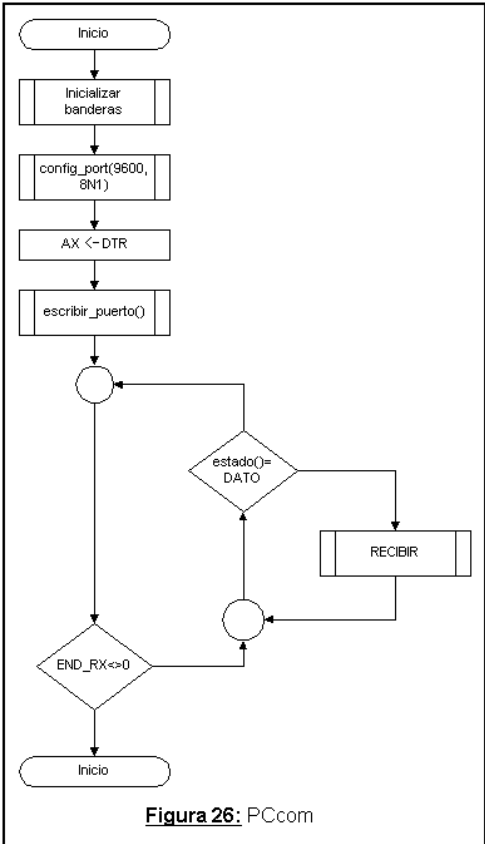 Inicio
Inicializar
banderas
config_port(9600,
8N1)
AX <-DTR
escribir_puerto()
estado()=
DATO
RECIBIR
END_RX<>0
Inicio
Figura 26: PCcom